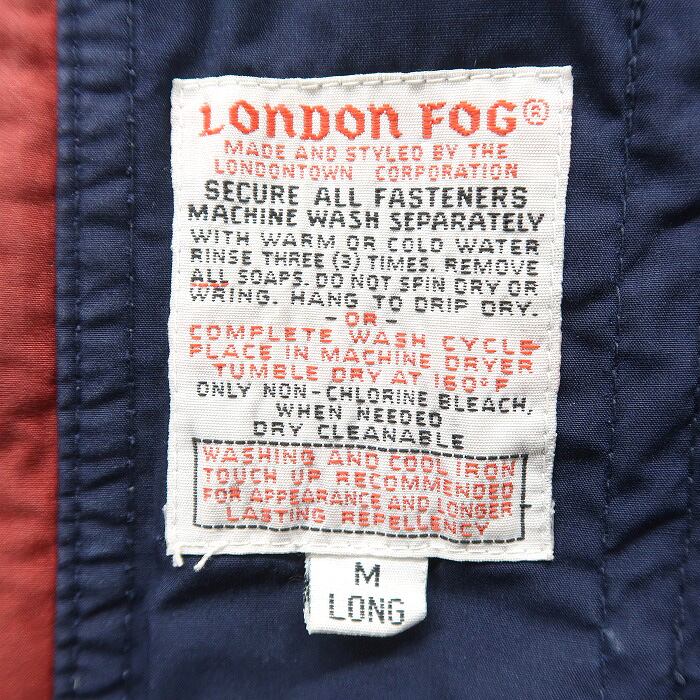 LONDON FOG®
MADE AND STYLED BY THE
LONDONTOWN CORPORATION
SECURE ALL FASTENERS
MACHINE WASH SEPARATELY
WITH WARM OR COLD WATER
RINSE THREE (3) TIMES. REMOVE
ALL SOAPS. DO NOT SPIN DRY OR
WRING. HANG TO DRIP DRY.
-OR-
COMPLETE WASH CYCLE
PLACE IN MACHINE DRYER
TUMBLE DRY AT 160°F
ONLY NON-CHLORINE BLEACH,
WHEN NEEDED
DRY CLEANABLE
WASHING AND COOL IRON
TOUCH UP RECOMMENDED
FOR APPEARANCE AND LONGER
LASTING REPELLENCY
M
LONG